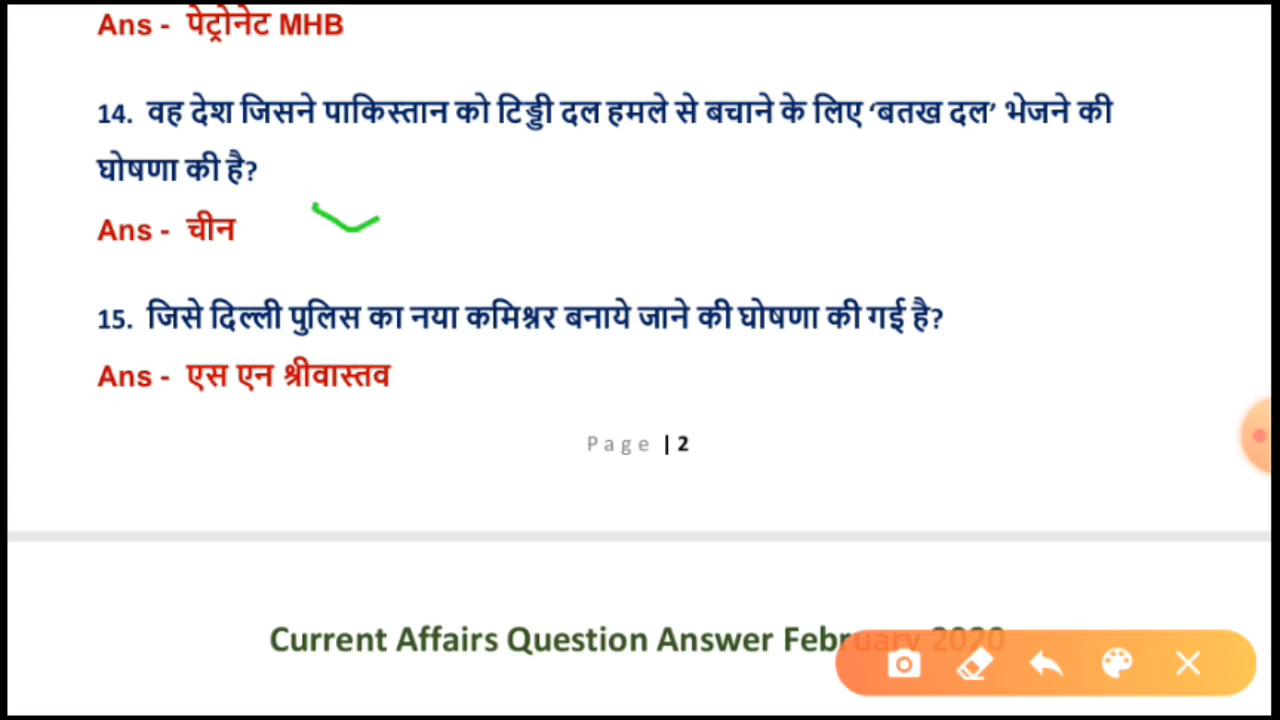 Ans - पेट्रोनेट MHB
14. वह देश जिसने पाकिस्तान को टिड्डी दल हमले से बचाने के लिए ‘बतख दल’ भेजने की
घोषणा की है?
Ans - चीन
15. जिसे दिल्ली पुलिस का नया कमिश्नर बनाये जाने की घोषणा की गई है?
Ans - एस एन श्रीवास्तव
Page | 2
Current Affairs Question Answer February 2020